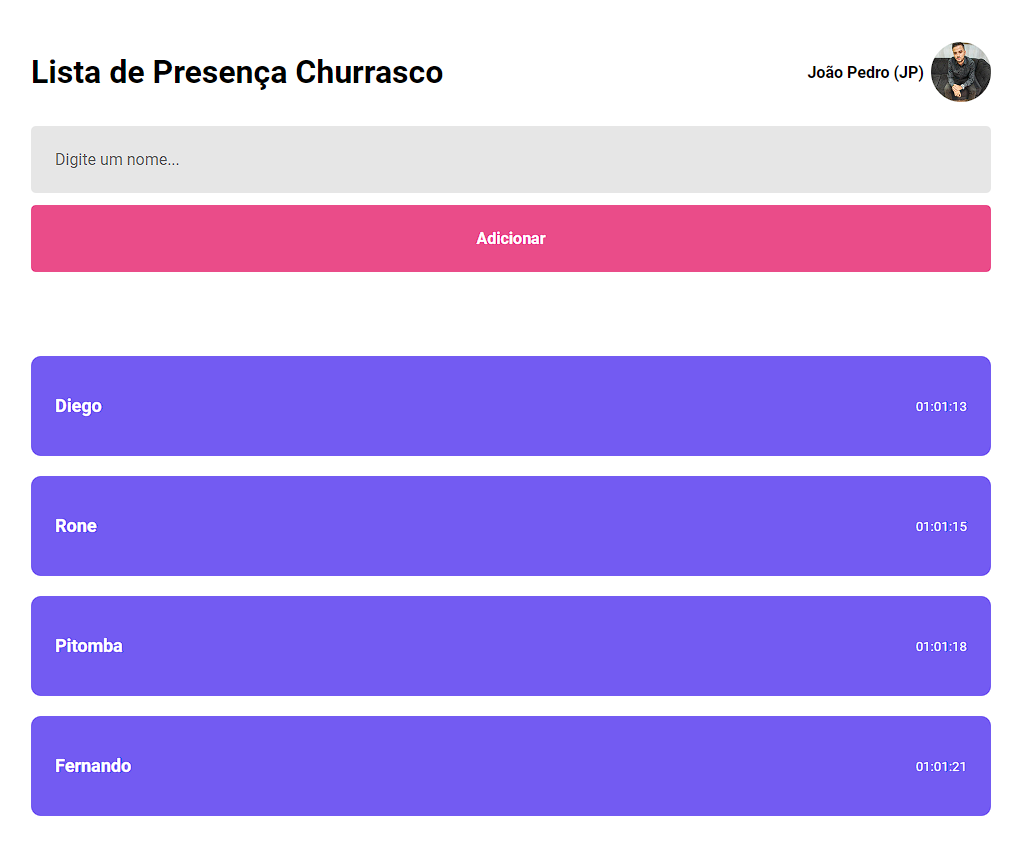 Lista de Presença Churrasco
João Pedro (JP)
Digite um nome...
Adicionar
Diego
01:01:13
Rone
01:01:15
Pitomba
01:01:18
Fernando
01:01:21